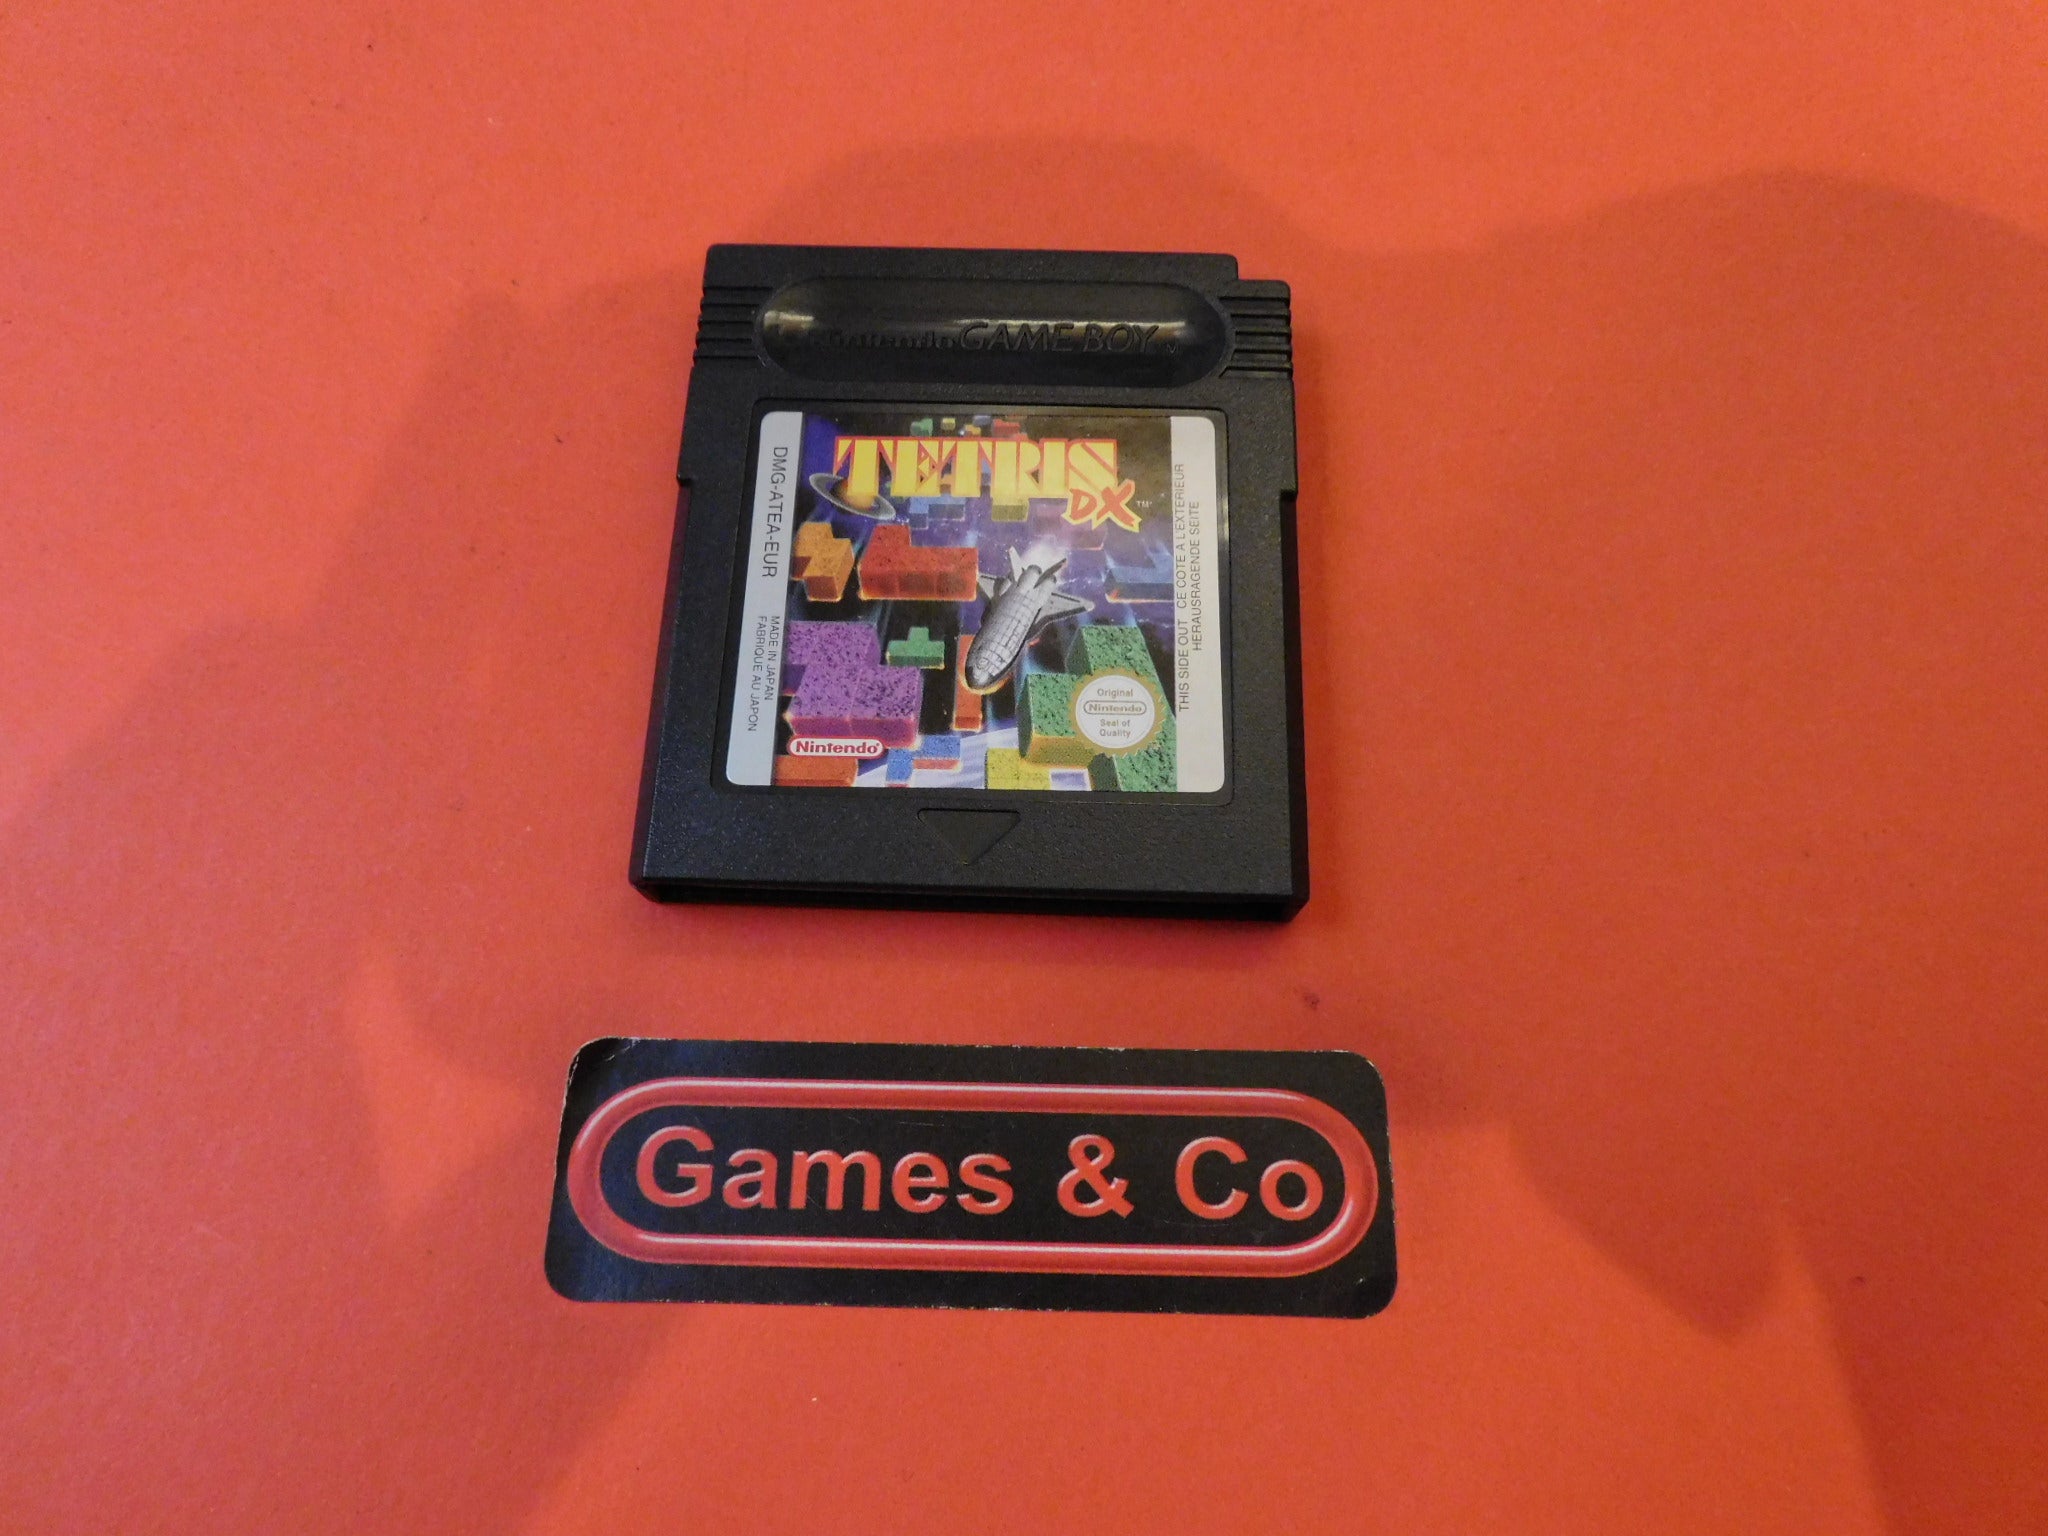 Nintendo GAME BOY
TETRIS
DX
TM
DMG-ATEA-EUR
MADE IN JAPAN
FABRIQUE AU JAPON
THIS SIDE OUT CE COTE A L'EXTERIEUR
HERAUSRAGENDE SEITE
Original
Nintendo
Seal of
Quality
Nintendo
Games & Co